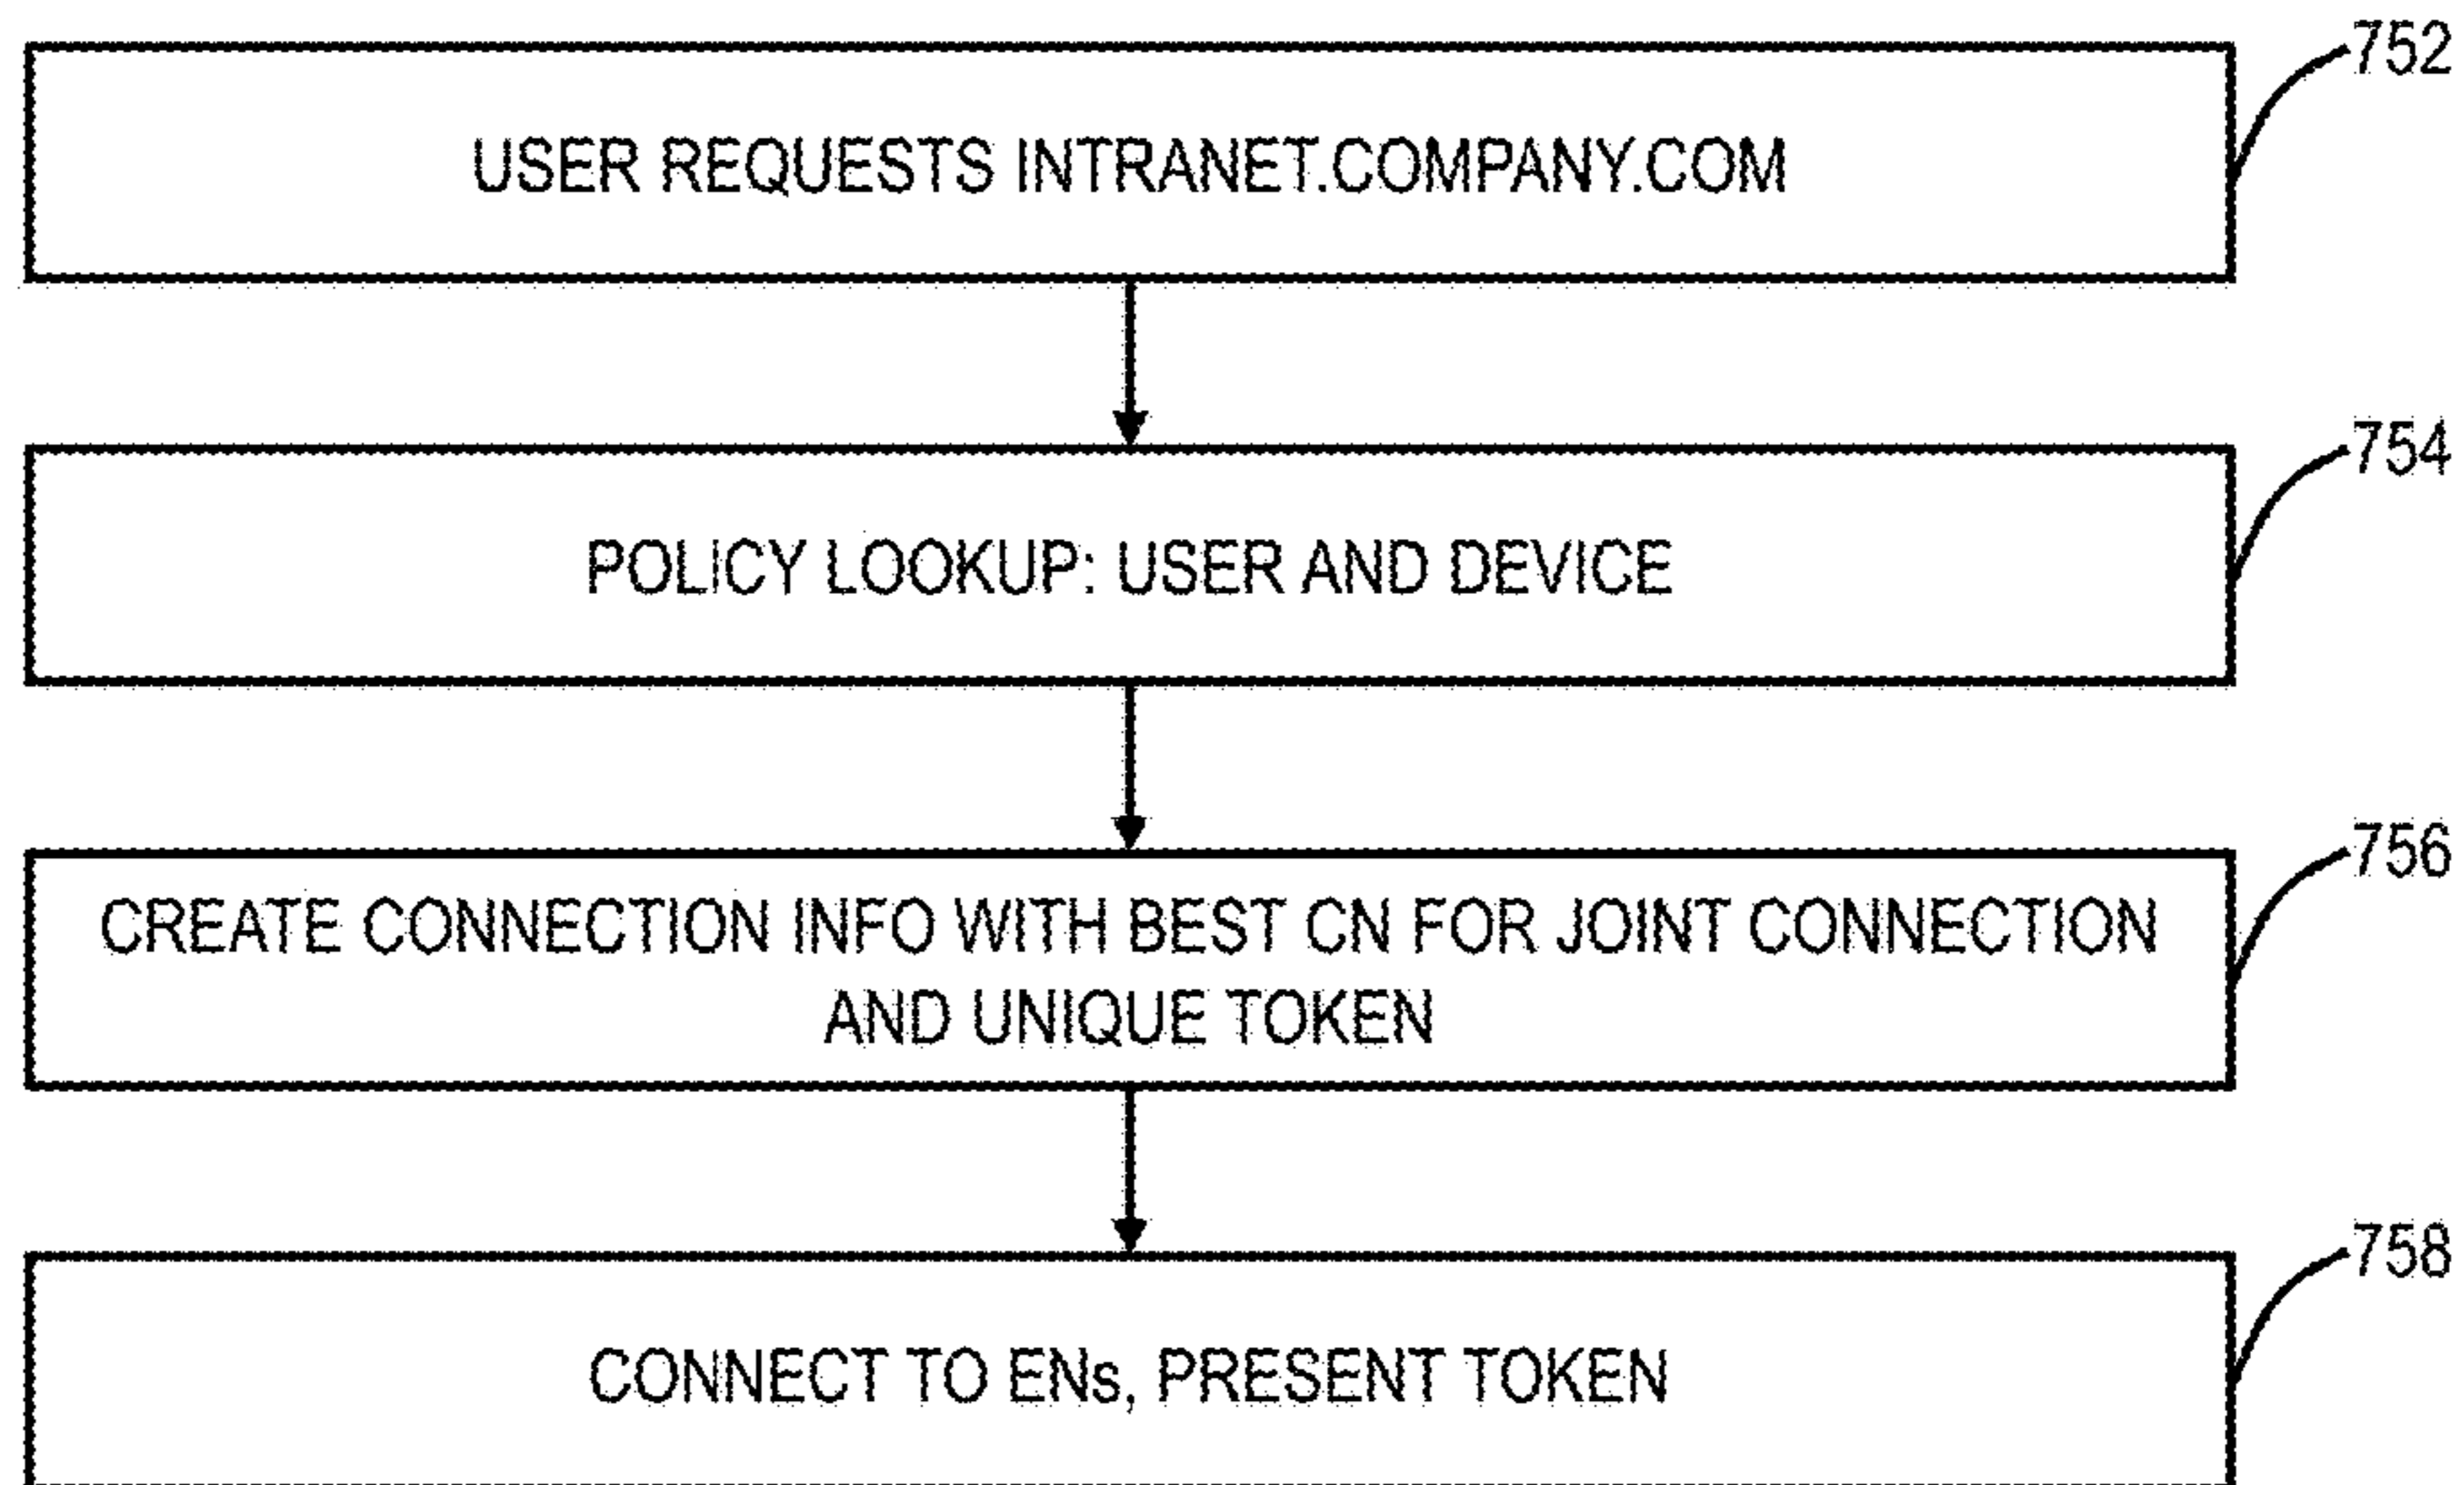 752
USER REQUESTS INTRANET.COMPANY.COM
754
POLICY LOOKUP: USER AND DEVICE
756
CREATE CONNECTION INFO WITH BEST CN FOR JOINT CONNECTION
AND UNIQUE TOKEN
758
CONNECT TO ENs, PRESENT TOKEN